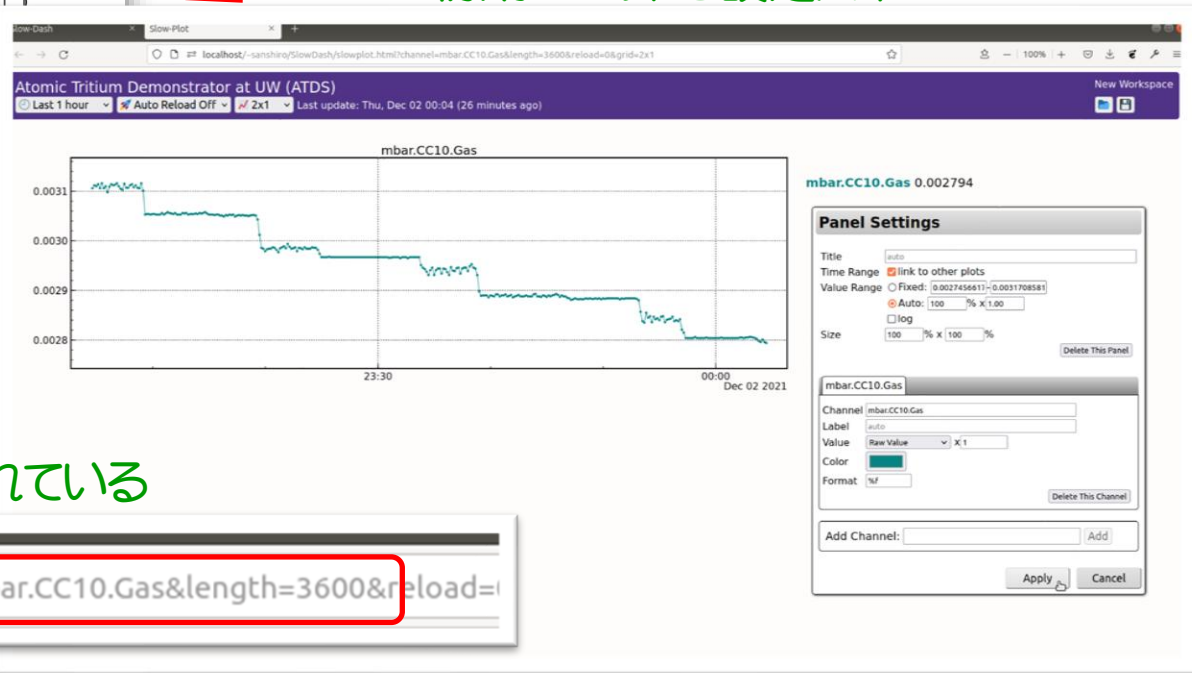 Slow-Dash × Slow-Plot × +
localhost/~sanshiro/SlowDash/slowplot.html?channel=mbar.CC10.Gas&length=3600&reload=0&grid=2x1 100%
Atomic Tritium Demonstrator at UW (ATDS) New Workspace
Last 1 hour Auto Reload Off 2x1 Last update: Thu, Dec 02 00:04 (26 minutes ago)
mbar.CC10.Gas
0.0031
0.0030
0.0029
0.0028
23:30 00:00
Dec 02 2021
mbar.CC10.Gas 0.002794
Panel Settings
Title auto
Time Range link to other plots
Value Range Fixed: 0.0027456617 - 0.0031708581
Auto: 100 % x 1.00
log
Size 100 % x 100 %
Delete This Panel
mbar.CC10.Gas
Channel mbar.CC10.Gas
Label auto
Value Raw Value x 1
Color
Format %f
Delete This Channel
Add Channel: Add
Apply Cancel
れている
ar.CC10.Gas&length=3600&reload=